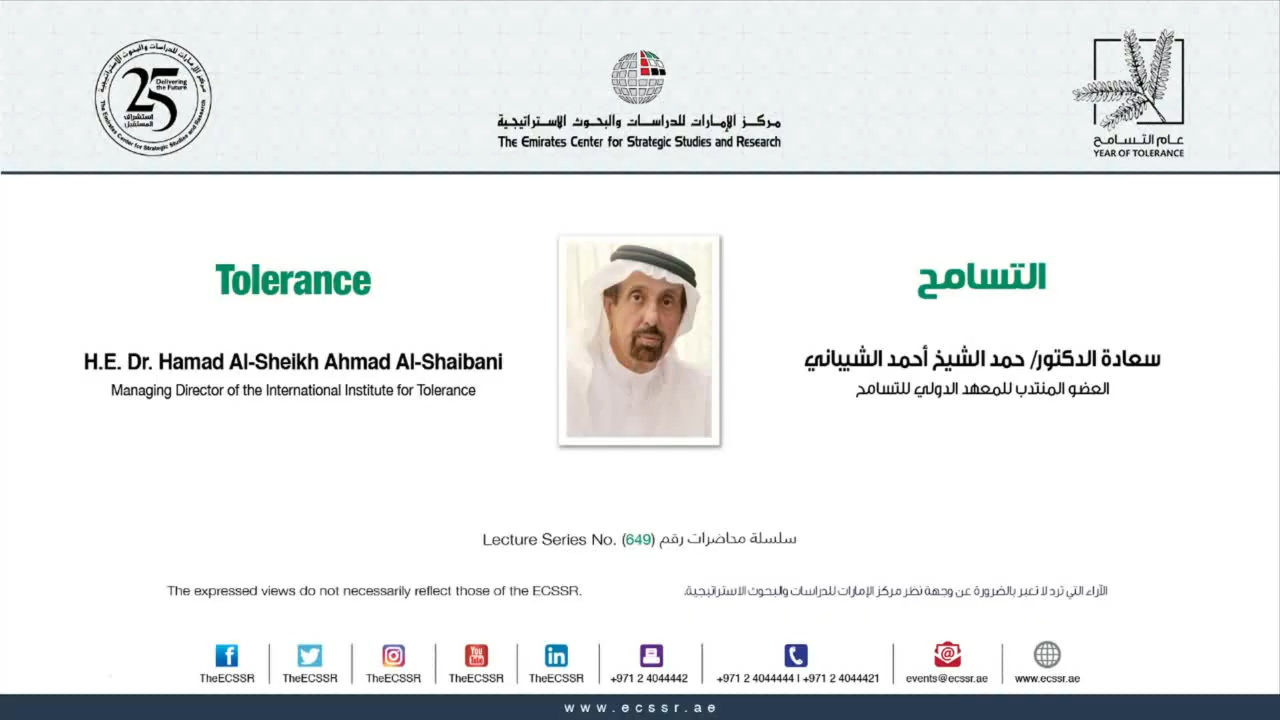 مركز الإمارات للدراسات والبحوث الاستراتيجية
25
Delivering
the Future
استشراف
المستقبل
The Emirates Center for Strategic Studies and Research
مركز الإمارات للدراسات والبحوث الاستراتيجية
The Emirates Center for Strategic Studies and Research
عام التسامح
YEAR OF TOLERANCE
Tolerance
H.E. Dr. Hamad Al-Sheikh Ahmad Al-Shaibani
Managing Director of the International Institute for Tolerance
التسامح
سعادة الدكتور/ حمد الشيخ أحمد الشيباني
العضو المنتدب للمعهد الدولي للتسامح
Lecture Series No. (649) سلسلة محاضرات رقم
The expressed views do not necessarily reflect those of the ECSSR.
الآراء التي ترد لا تعبر بالضرورة عن وجهة نظر مركز الإمارات للدراسات والبحوث الاستراتيجية.
TheECSSR
TheECSSR
TheECSSR
TheECSSR
TheECSSR
+971 2 4044442
+971 2 4044444 | +971 2 4044421
events@ecssr.ae
www.ecssr.ae
www.ecssr.ae